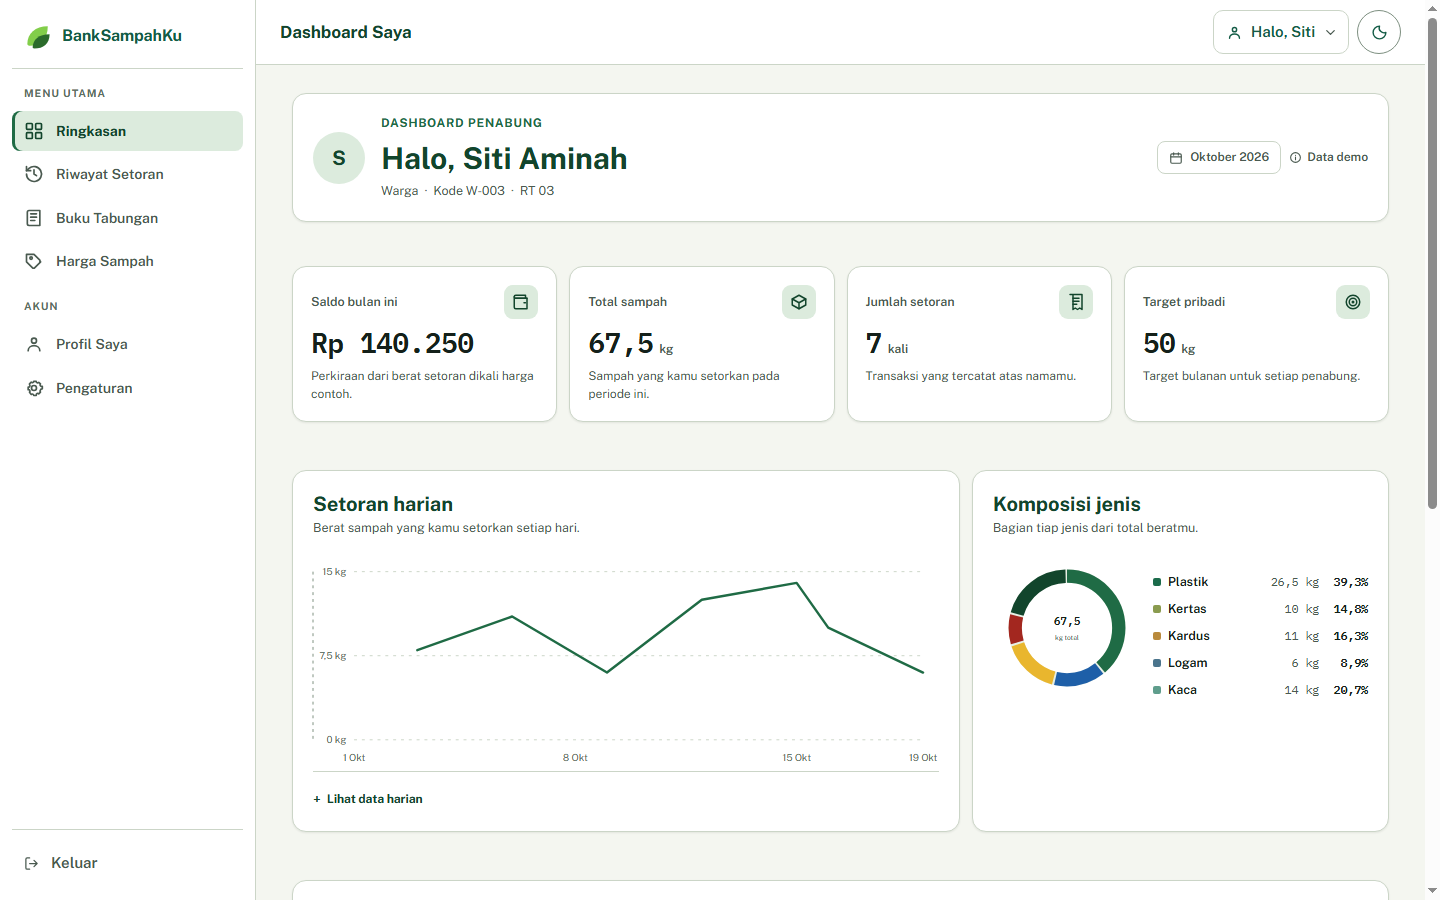 BankSampahKu
MENU UTAMA
Ringkasan
Riwayat Setoran
Buku Tabungan
Harga Sampah
AKUN
Profil Saya
Pengaturan
Keluar
Dashboard Saya
Halo, Siti
S
DASHBOARD PENABUNG
Halo, Siti Aminah
Warga · Kode W-003 · RT 03
Oktober 2026
Data demo
Saldo bulan ini
Rp 140.250
Perkiraan dari berat setoran dikali harga
contoh.
Total sampah
67,5 kg
Sampah yang kamu setorkan pada
periode ini.
Jumlah setoran
7 kali
Transaksi yang tercatat atas namamu.
Target pribadi
50 kg
Target bulanan untuk setiap penabung.
Setoran harian
Berat sampah yang kamu setorkan setiap hari.
15 kg
7.5 kg
0 kg
1 Okt
8 Okt
15 Okt
19 Okt
+ Lihat data harian
Komposisi jenis
Bagian tiap jenis dari total beratmu.
67,5
kg total
Plastik 26,5 kg 39,3%
Kertas 10 kg 14,8%
Kardus 11 kg 16,3%
Logam 6 kg 8,9%
Kaca 14 kg 20,7%